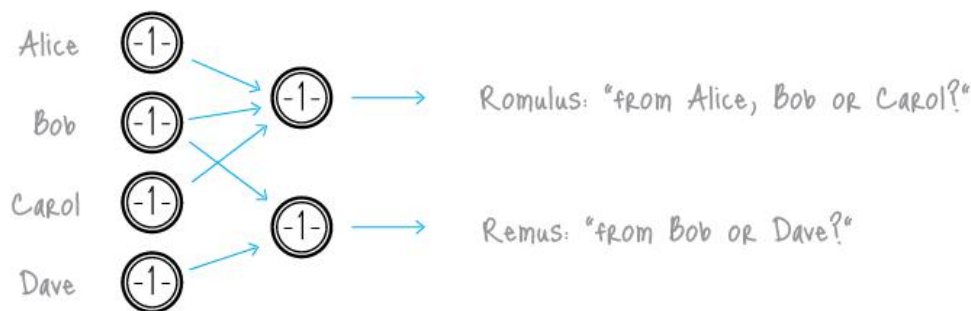 Alice
-1-
-1-
Romulus: "from Alice, Bob or Carol?"
Bob
-1-
Carol
-1-
-1-
Remus: "from Bob or Dave?"
Dave
-1-